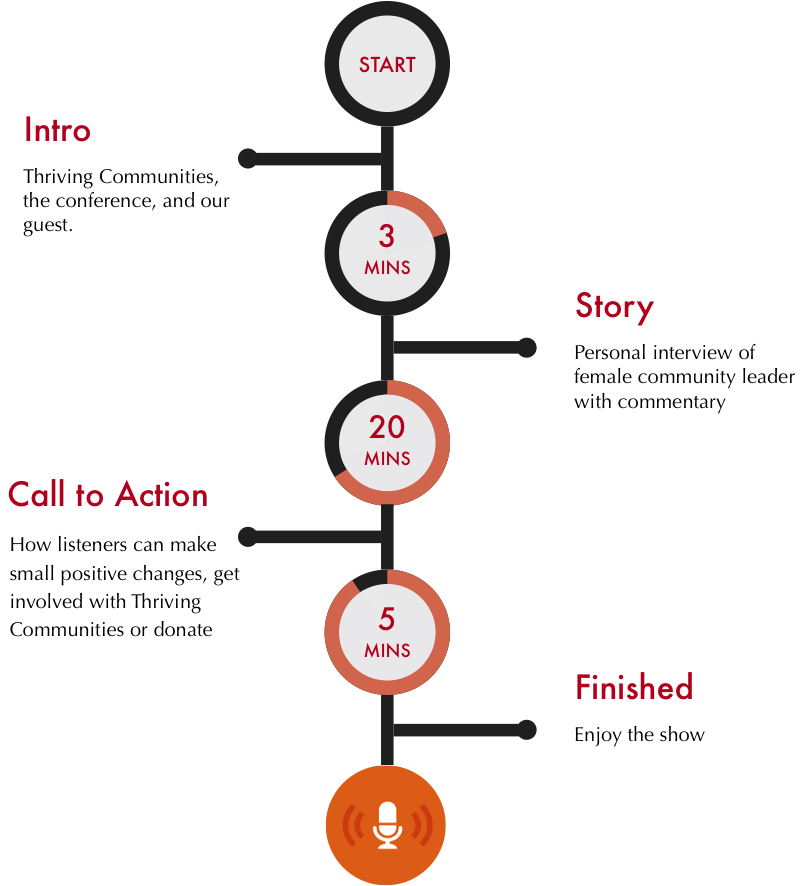 START
Intro
Thriving Communities,
the conference, and our
guest.
3
MINS
Story
Personal interview of
female community leader
with commentary
20
MINS
Call to Action
How listeners can make
small positive changes, get
involved with Thriving
Communities or donate
5
MINS
Finished
Enjoy the show